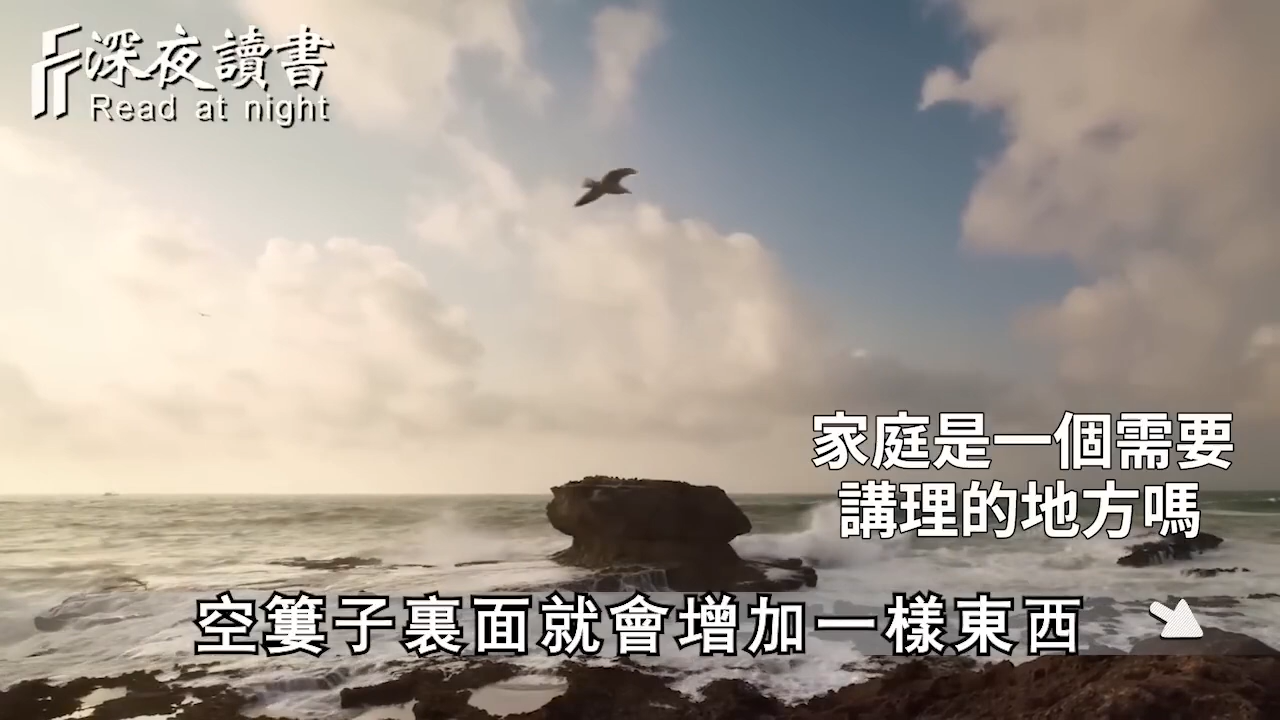 深夜讀書
Read at night
家庭是一個需要
講理的地方嗎
空簍子裏面就會增加一樣東西